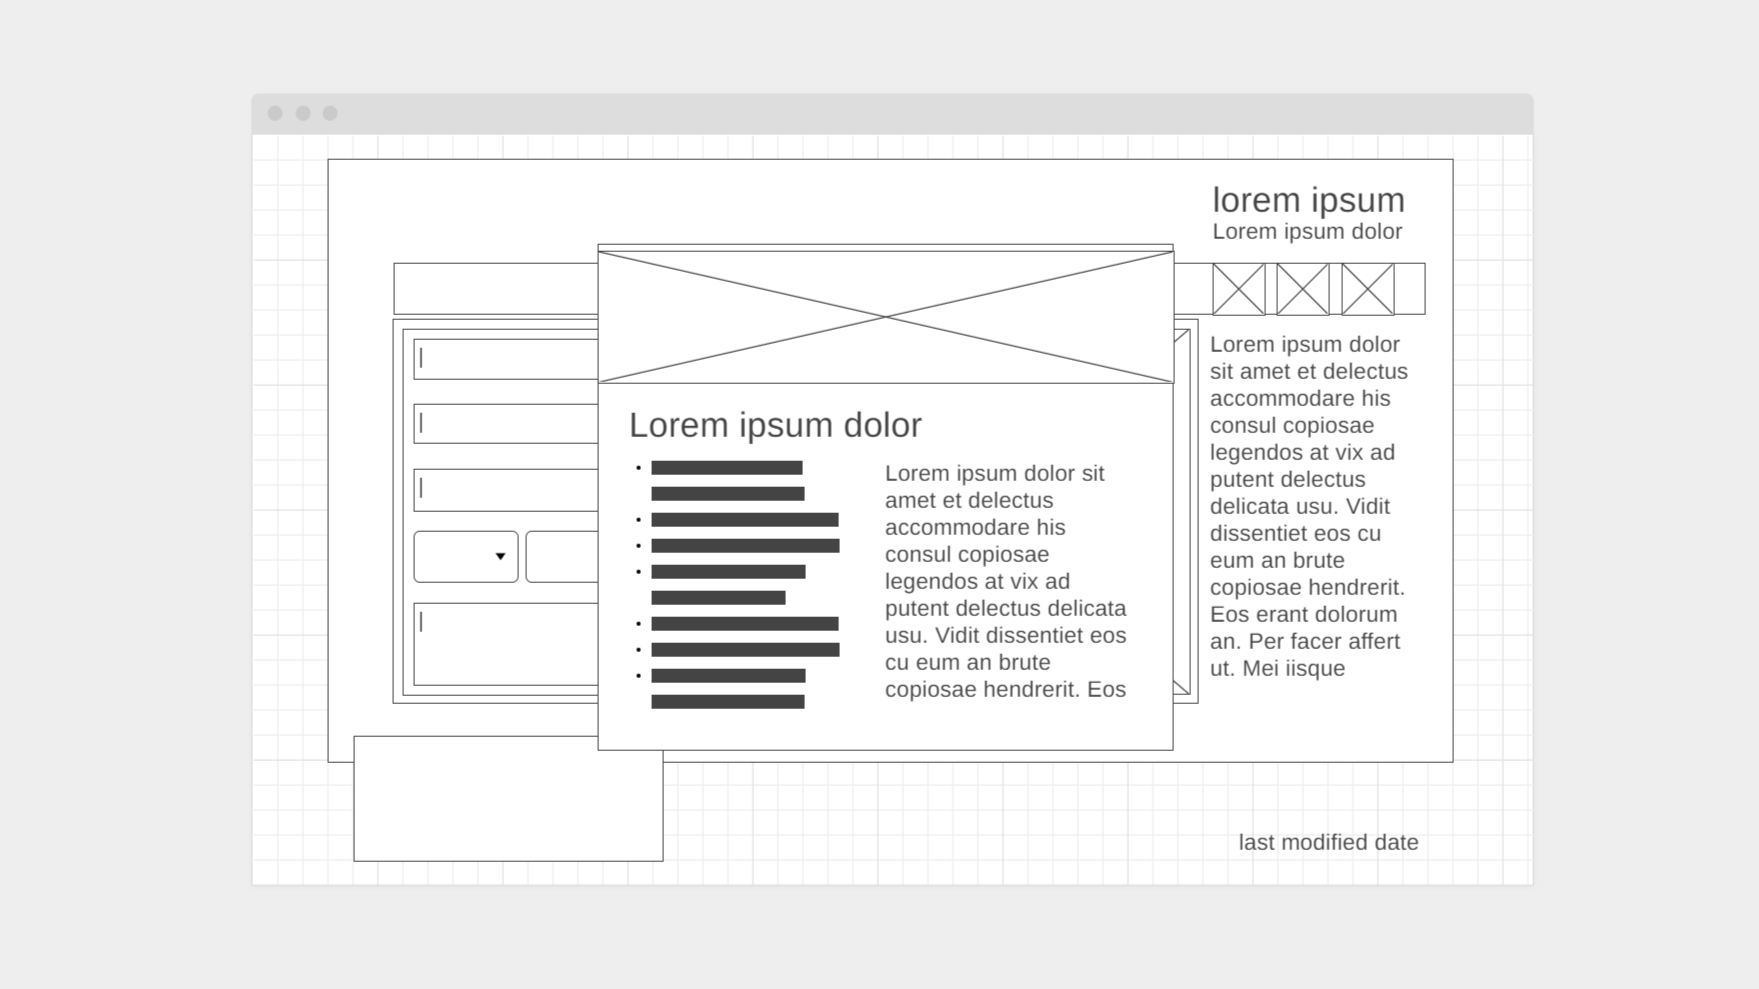 lorem ipsum
Lorem ipsum dolor
Lorem ipsum dolor
Lorem ipsum dolor sit
amet et delectus
accommodare his
consul copiosae
legendos at vix ad
putent delectus delicata
usu. Vidit dissentiet eos
cu eum an brute
copiosae hendrerit. Eos
Lorem ipsum dolor
sit amet et delectus
accommodare his
consul copiosae
legendos at vix ad
putent delectus
delicata usu. Vidit
dissentiet eos cu
eum an brute
copiosae hendrerit.
Eos erant dolorum
an. Per facer affert
ut. Mei iisque
last modified date